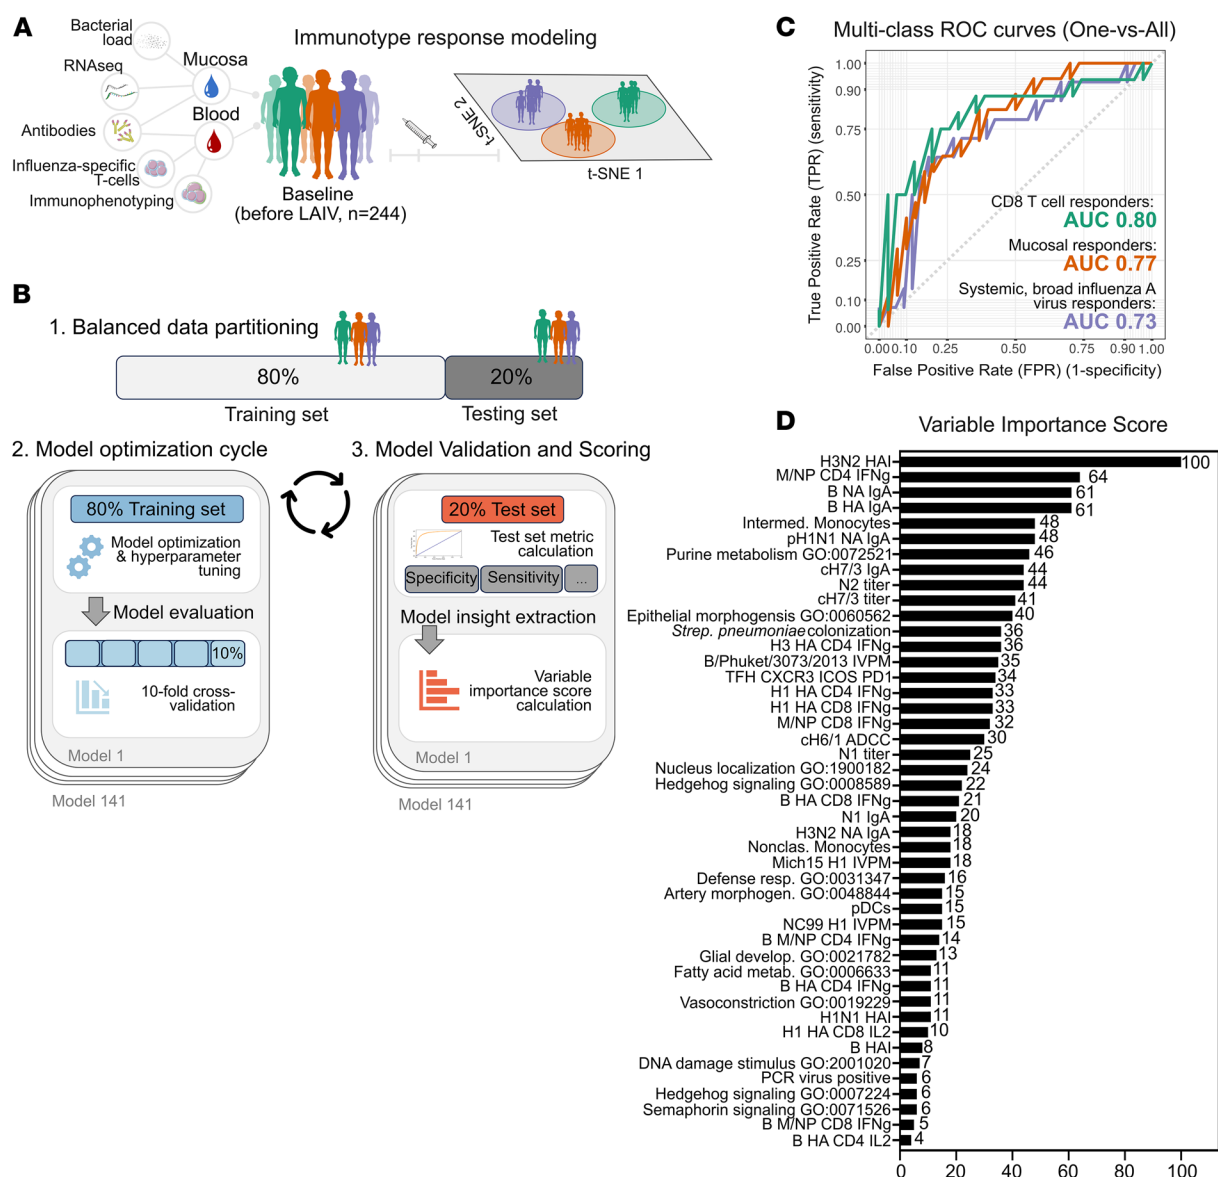 A
Bacterial
load
RNAseq
Antibodies
Influenza-specific
T-cells
Immunophenotyping
Mucosa
Blood
Immunotype response modeling
Baseline
(before LAIV, n=244)
t-SNE 2
t-SNE 1
B
1. Balanced data partitioning
80%
20%
Training set
Testing set
2. Model optimization cycle
80% Training set
Model optimization
& hyperparameter
tuning
Model evaluation
10%
10-fold cross-
validation
Model 1
Model 141
3. Model Validation and Scoring
20% Test set
Test set metric
calculation
Specificity
Sensitivity
...
Model insight extraction
Variable
importance score
calculation
Model 1
Model 141
C
Multi-class ROC curves (One-vs-All)
True Positive Rate (TPR) (sensitivity)
1.00
0.90
0.75
0.50
0.25
0.10
0.00
CD8 T cell responders:
AUC 0.80
Mucosal responders:
AUC 0.77
Systemic, broad influenza A
virus responders:
AUC 0.73
0.00 0.10 0.25 0.50 0.75 0.90 1.00
False Positive Rate (FPR) (1-specificity)
D
Variable Importance Score
H3N2 HAI 100
M/NP CD4 IFNg 64
B NA IgA 61
B HA IgA 61
Intermed. Monocytes 48
pH1N1 NA IgA 48
Purine metabolism GO:0072521 46
cH7/3 IgA 44
N2 titer 44
cH7/3 titer 41
Epithelial morphogensis GO:0060562 40
Strep. pneumoniae colonization 36
H3 HA CD4 IFNg 36
B/Phuket/3073/2013 IVPM 35
TFH CXCR3 ICOS PD1 34
H1 HA CD4 IFNg 33
H1 HA CD8 IFNg 33
M/NP CD8 IFNg 32
cH6/1 ADCC 30
N1 titer 25
Nucleus localization GO:1900182 24
Hedgehog signaling GO:0008589 22
B HA CD8 IFNg 21
N1 IgA 20
H3N2 NA IgA 18
Nonclas. Monocytes 18
Mich15 H1 IVPM 18
Defense resp. GO:0031347 16
Artery morphogen. GO:0048844 15
pDCs 15
NC99 H1 IVPM 15
B M/NP CD4 IFNg 14
Glial develop. GO:0021782 13
Fatty acid metab. GO:0006633 11
B HA CD4 IFNg 11
Vasoconstriction GO:0019229 11
H1N1 HAI 11
H1 HA CD8 IL2 10
B HAI 8
DNA damage stimulus GO:2001020 7
PCR virus positive 6
Hedgehog signaling GO:0007224 6
Semaphorin signaling GO:0071526 6
B M/NP CD8 IFNg 5
B HA CD4 IL2 4
0 20 40 60 80 100